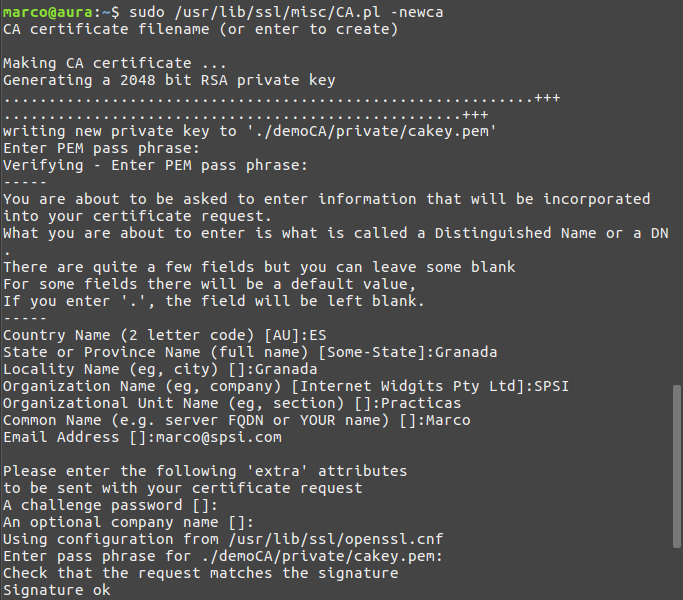 marco@aura:~$ sudo /usr/lib/ssl/misc/CA.pl -newca
CA certificate filename (or enter to create)
Making CA certificate ...
Generating a 2048 bit RSA private key
...........................................................+++
...................................................+++
writing new private key to './demoCA/private/cakey.pem'
Enter PEM pass phrase:
Verifying - Enter PEM pass phrase:
-----
You are about to be asked to enter information that will be incorporated
into your certificate request.
What you are about to enter is what is called a Distinguished Name or a DN
.
There are quite a few fields but you can leave some blank
For some fields there will be a default value,
If you enter '.', the field will be left blank.
-----
Country Name (2 letter code) [AU]:ES
State or Province Name (full name) [Some-State]:Granada
Locality Name (eg, city) []:Granada
Organization Name (eg, company) [Internet Widgits Pty Ltd]:SPSI
Organizational Unit Name (eg, section) []:Practicas
Common Name (e.g. server FQDN or YOUR name) []:Marco
Email Address []:marco@spsi.com
Please enter the following 'extra' attributes
to be sent with your certificate request
A challenge password []:
An optional company name []:
Using configuration from /usr/lib/ssl/openssl.cnf
Enter pass phrase for ./demoCA/private/cakey.pem:
Check that the request matches the signature
Signature ok